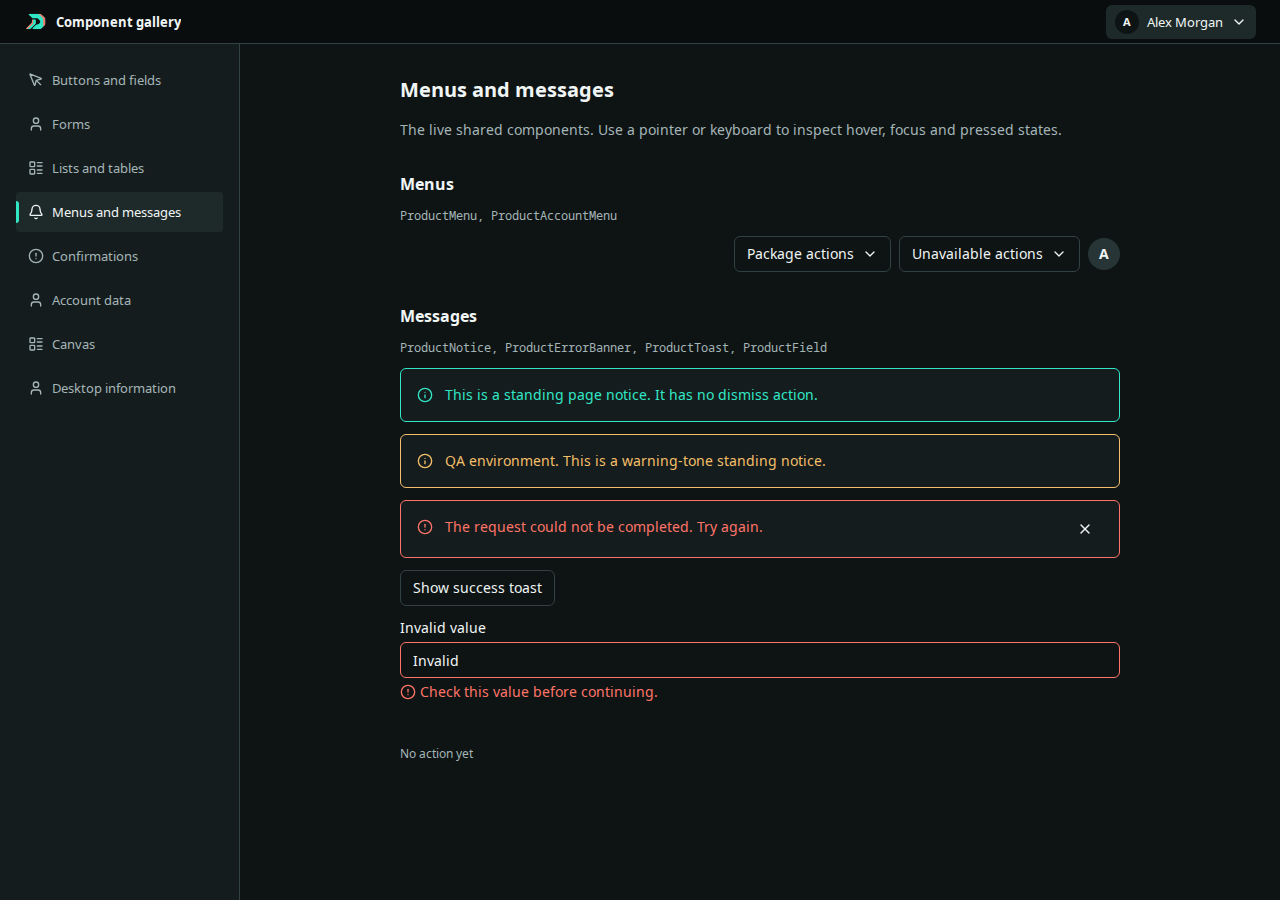 Component gallery
A
Alex Morgan
Buttons and fields
Forms
Lists and tables
Menus and messages
Confirmations
Account data
Canvas
Desktop information
Menus and messages
The live shared components. Use a pointer or keyboard to inspect hover, focus and pressed states.
Menus
ProductMenu, ProductAccountMenu
Package actions
Unavailable actions
A
Messages
ProductNotice, ProductErrorBanner, ProductToast, ProductField
This is a standing page notice. It has no dismiss action.
QA environment. This is a warning-tone standing notice.
The request could not be completed. Try again.
Show success toast
Invalid value
Invalid
Check this value before continuing.
No action yet